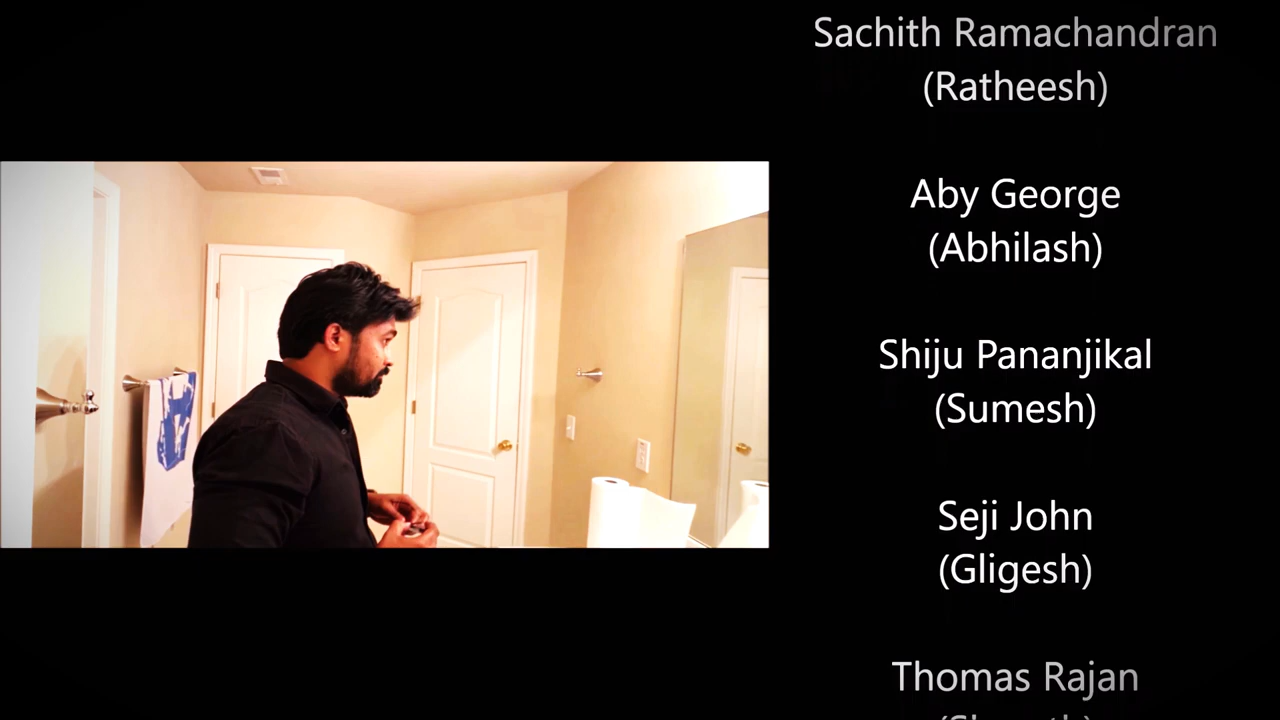 Sachith Ramachandran
(Ratheesh)
Aby George
(Abhilash)
Shiju Pananjikal
(Sumesh)
Seji John
(Gligesh)
Thomas Rajan